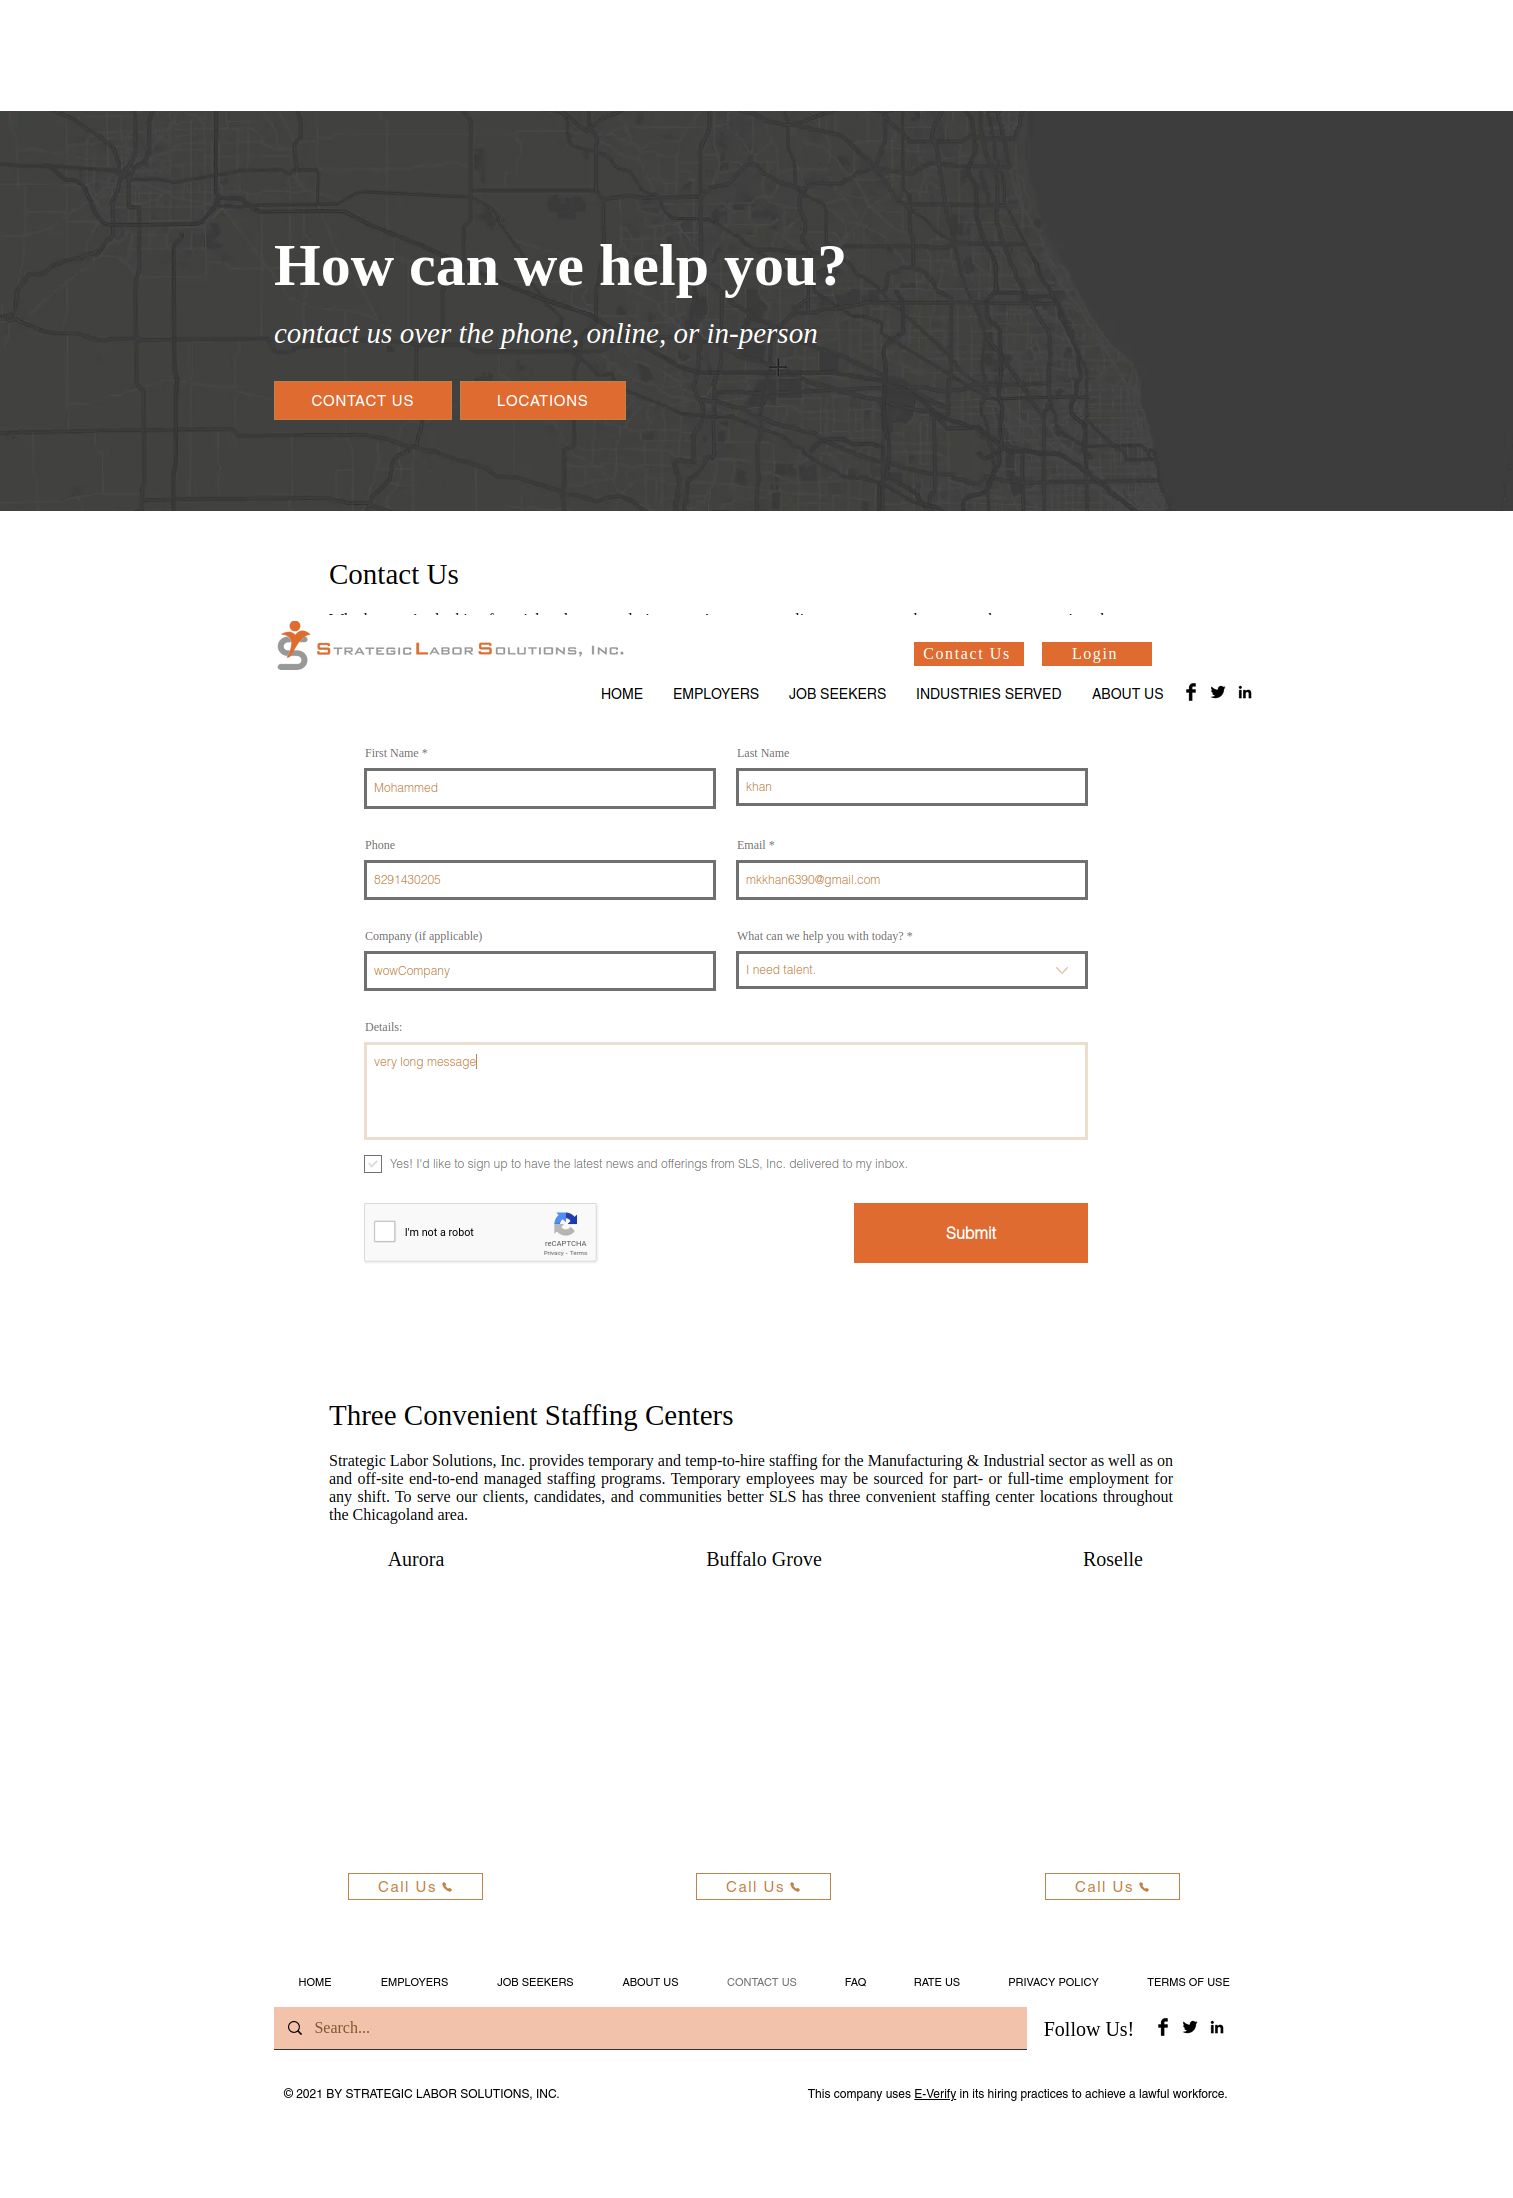 How can we help you?
contact us over the phone, online, or in-person
CONTACT US LOCATIONS
Contact Us
STRATEGIC LABOR SOLUTIONS, INC.
Contact Us Login
HOME EMPLOYERS JOB SEEKERS INDUSTRIES SERVED ABOUT US
First Name * Last Name
Mohammed khan
Phone Email *
8291430205 mkkhan6390@gmail.com
Company (if applicable) What can we help you with today? *
wowCompany I need talent.
Details:
very long message
Yes! I'd like to sign up to have the latest news and offerings from SLS, Inc. delivered to my inbox.
I'm not a robot
reCAPTCHA
Privacy - Terms
Submit
Three Convenient Staffing Centers
Strategic Labor Solutions, Inc. provides temporary and temp-to-hire staffing for the Manufacturing & Industrial sector as well as on
and off-site end-to-end managed staffing programs. Temporary employees may be sourced for part- or full-time employment for
any shift. To serve our clients, candidates, and communities better SLS has three convenient staffing center locations throughout
the Chicagoland area.
Aurora Buffalo Grove Roselle
Call Us Call Us Call Us
HOME EMPLOYERS JOB SEEKERS ABOUT US CONTACT US FAQ RATE US PRIVACY POLICY TERMS OF USE
Search... Follow Us!
© 2021 BY STRATEGIC LABOR SOLUTIONS, INC. This company uses E-Verify in its hiring practices to achieve a lawful workforce.